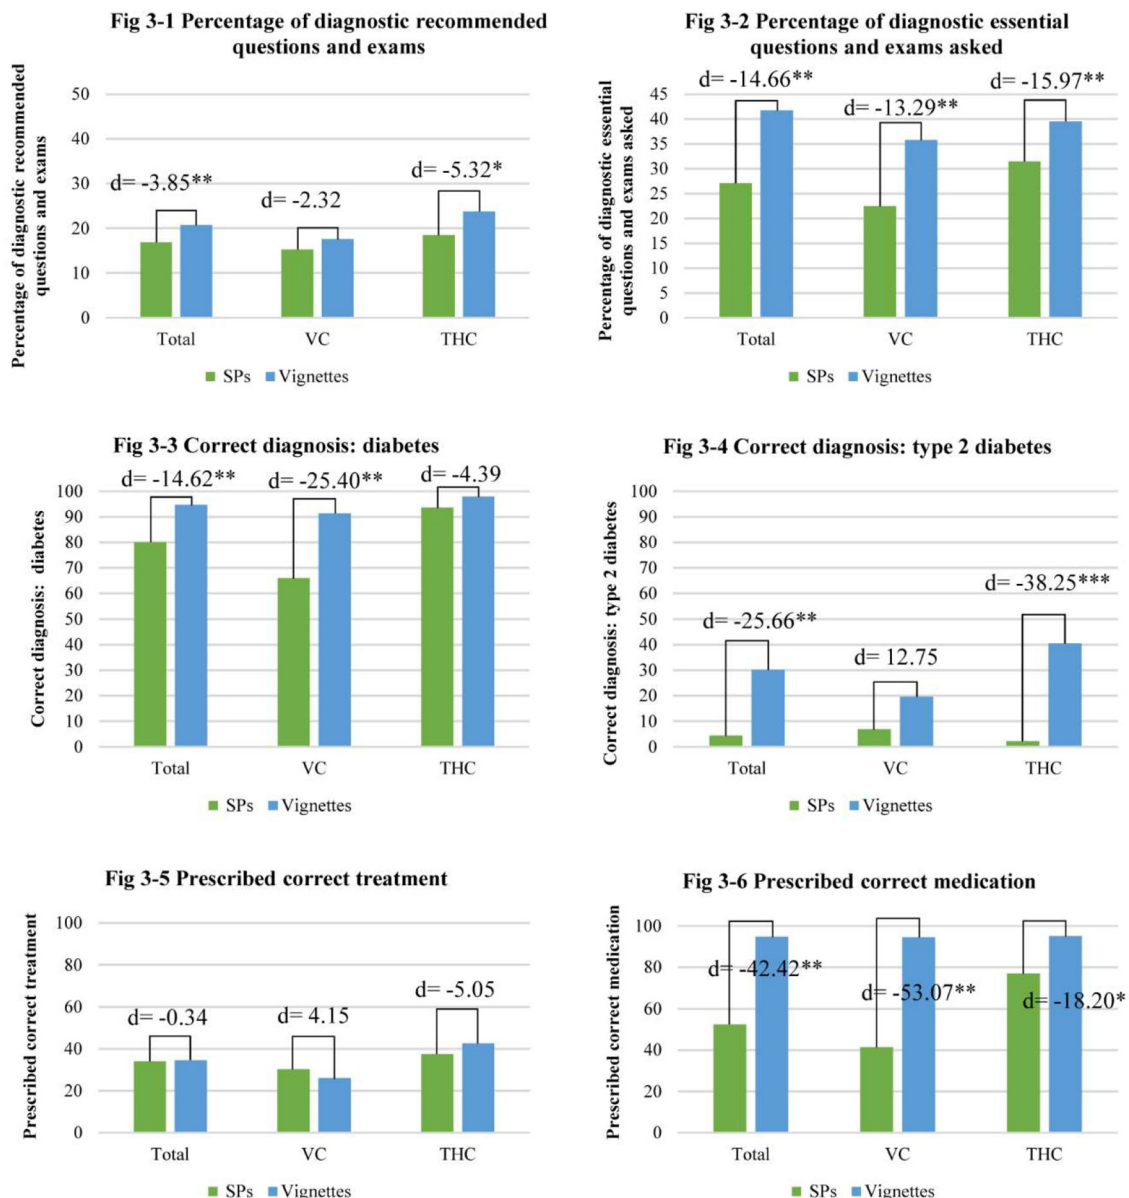 Fig 3-1 Percentage of diagnostic recommended
questions and exams
Percentage of diagnostic recommended
questions and exams
50
40
30
20
10
0
d= -3.85**
d= -2.32
d= -5.32*
Total
VC
THC
SPs
Vignettes
Fig 3-2 Percentage of diagnostic essential
questions and exams asked
Percentage of diagnostic essential
questions and exams asked
45
40
35
30
25
20
15
10
5
0
d= -14.66**
d= -13.29**
d= -15.97**
Total
VC
THC
SPs
Vignettes
Fig 3-3 Correct diagnosis: diabetes
Correct diagnosis: diabetes
100
90
80
70
60
50
40
30
20
10
0
d= -14.62**
d= -25.40**
d= -4.39
Total
VC
THC
SPs
Vignettes
Fig 3-4 Correct diagnosis: type 2 diabetes
Correct diagnosis: type 2 diabetes
100
90
80
70
60
50
40
30
20
10
0
d= -25.66**
d= 12.75
d= -38.25***
Total
VC
THC
SPs
Vignettes
Fig 3-5 Prescribed correct treatment
Prescribed correct treatment
100
80
60
40
20
0
d= -0.34
d= 4.15
d= -5.05
Total
VC
THC
SPs
Vignettes
Fig 3-6 Prescribed correct medication
Prescribed correct medication
100
80
60
40
20
0
d= -42.42**
d= -53.07**
d= -18.20*
Total
VC
THC
SPs
Vignettes